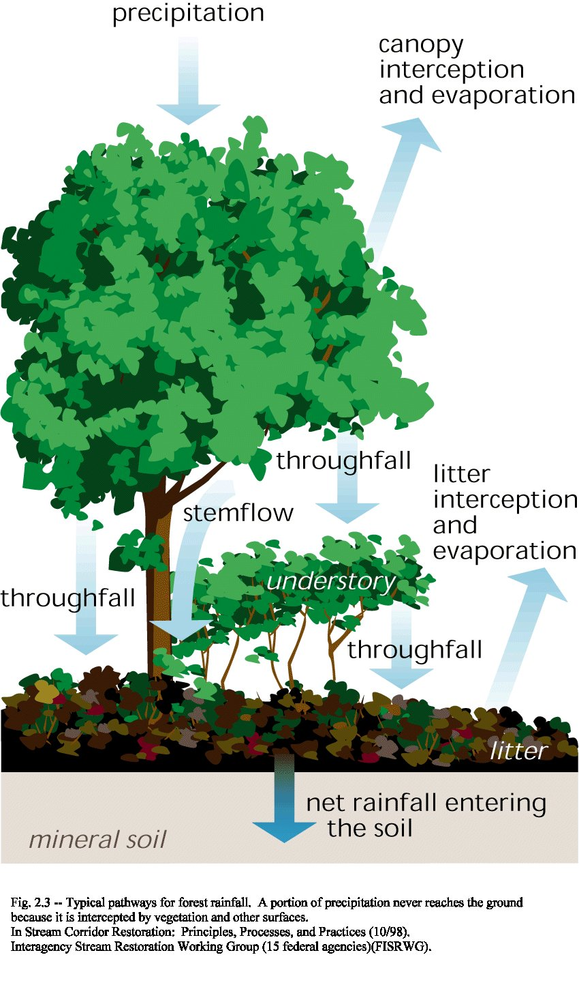 precipitation
canopy
interception
and evaporation
throughfall
litter
interception
and
evaporation
stemflow
understory
throughfall
throughfall
litter
net rainfall entering
the soil
mineral soil
Fig. 2.3 -- Typical pathways for forest rainfall.  A portion of precipitation never reaches the ground
because it is intercepted by vegetation and other surfaces.
In Stream Corridor Restoration:  Principles, Processes, and Practices (10/98).
Interagency Stream Restoration Working Group (15 federal agencies)(FISRWG).